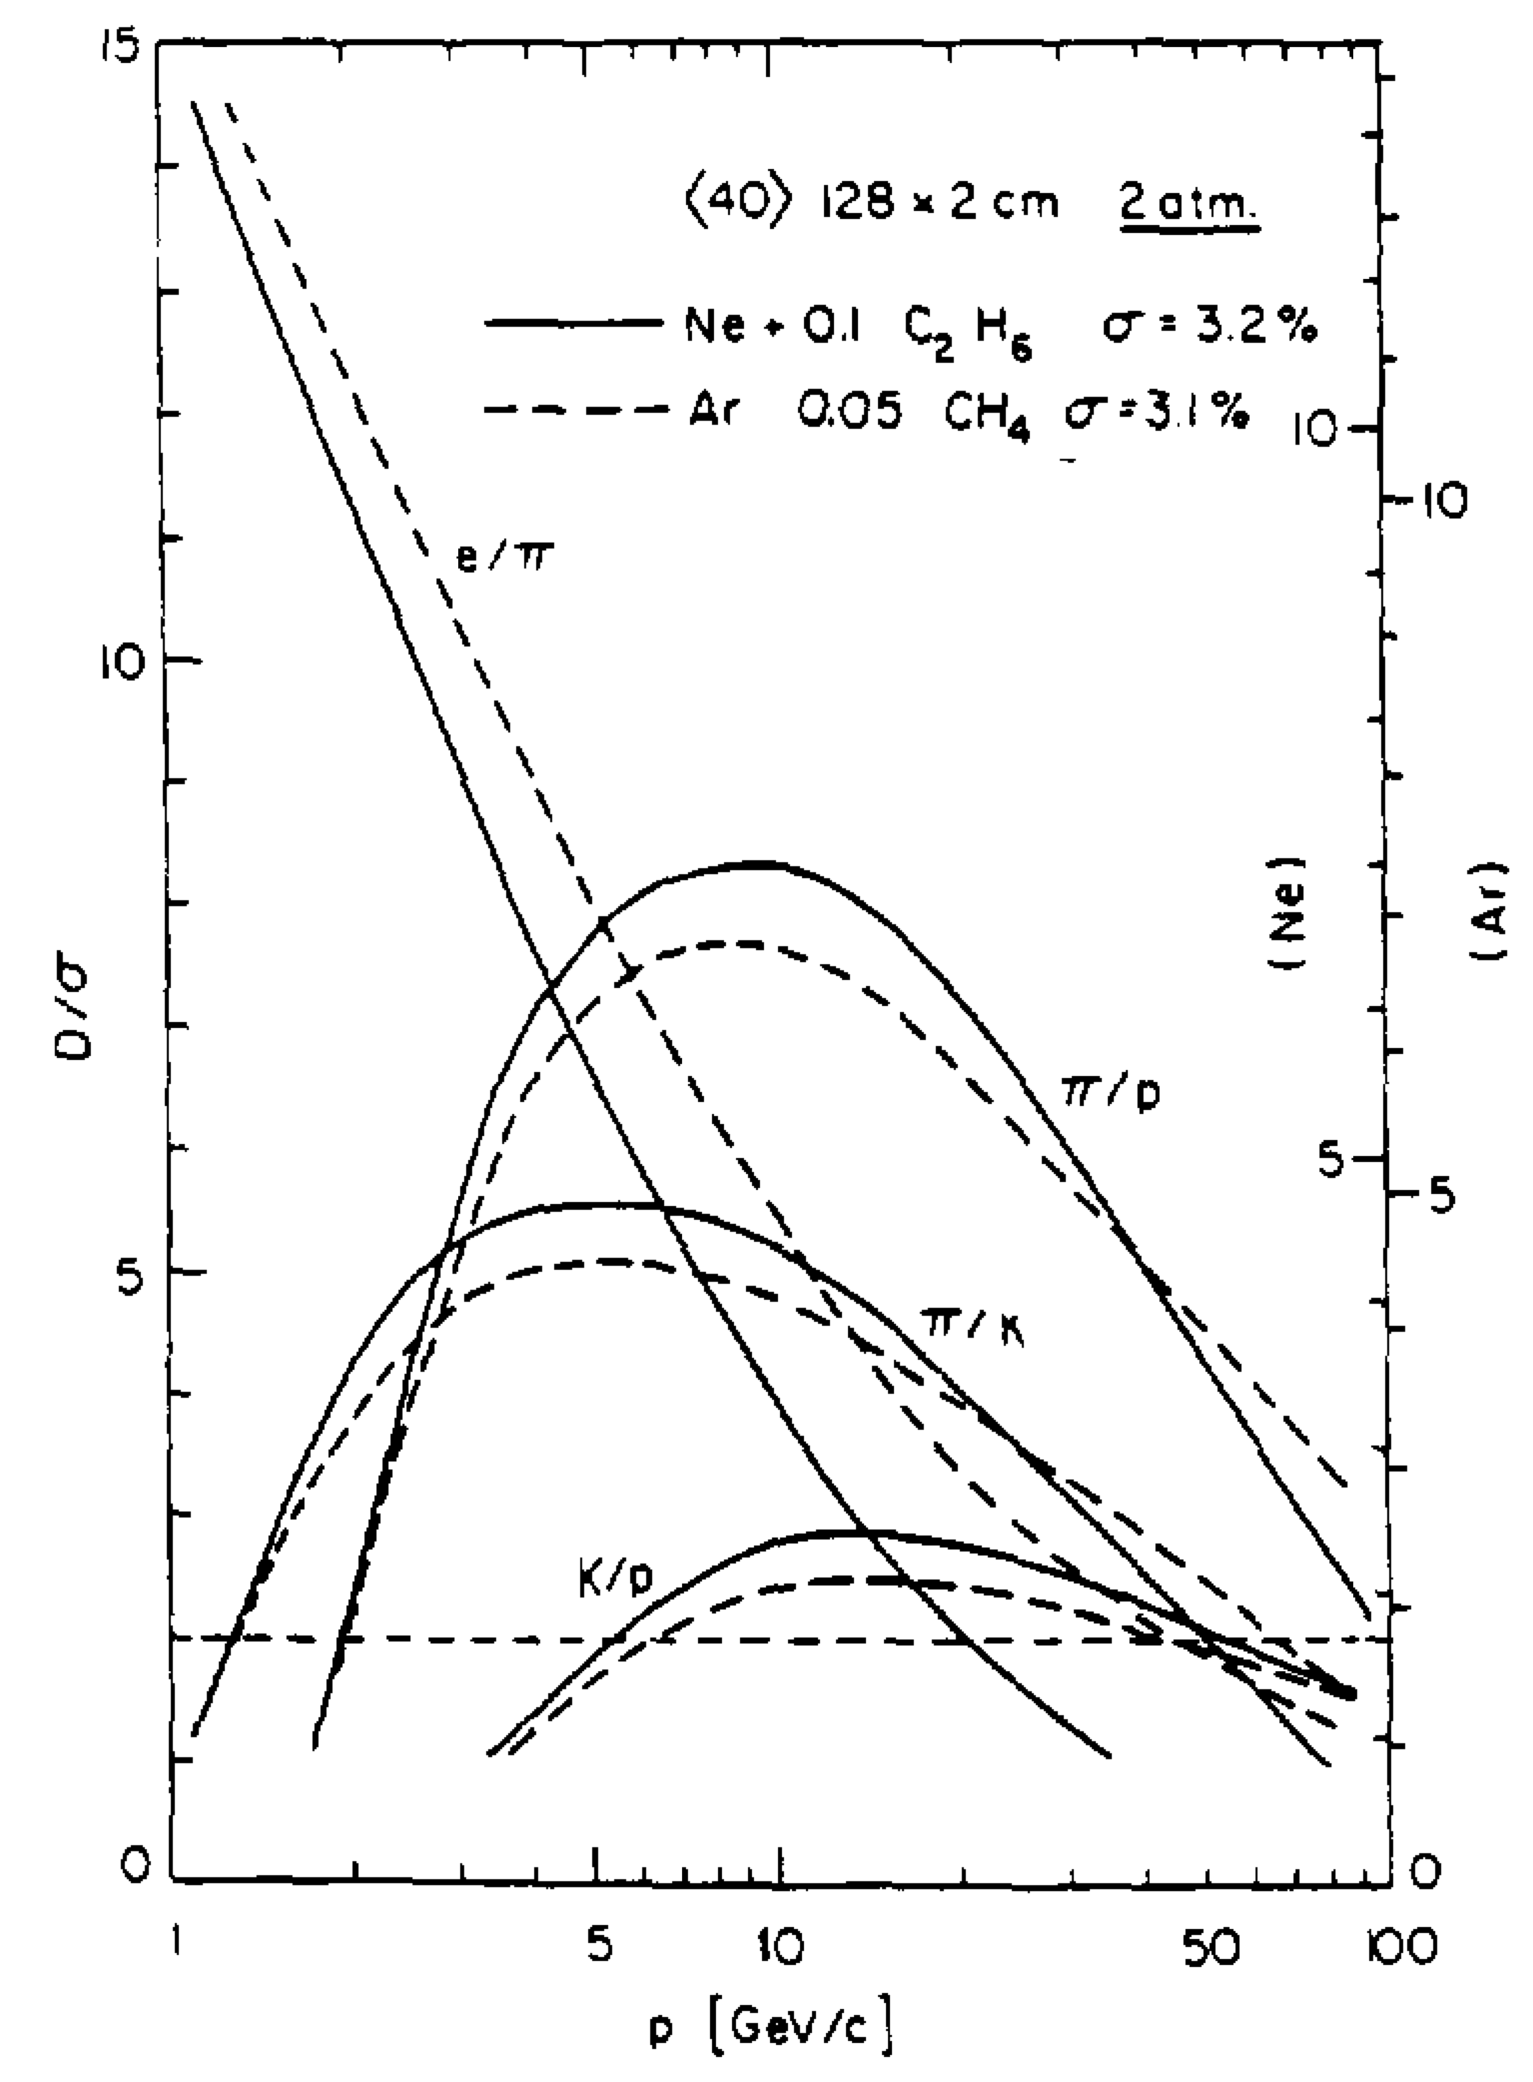 15
⟨40⟩ 128 × 2 cm 2 atm.
Ne + 0.1 C₂ H₆ σ = 3.2%
Ar 0.05 CH₄ σ = 3.1%
10
10
e/π
10
(Ne)
(Ar)
D/σ
π/p
5
5
5
π/K
K/p
0
0
1 5 10 50 100
p [GeV/c]